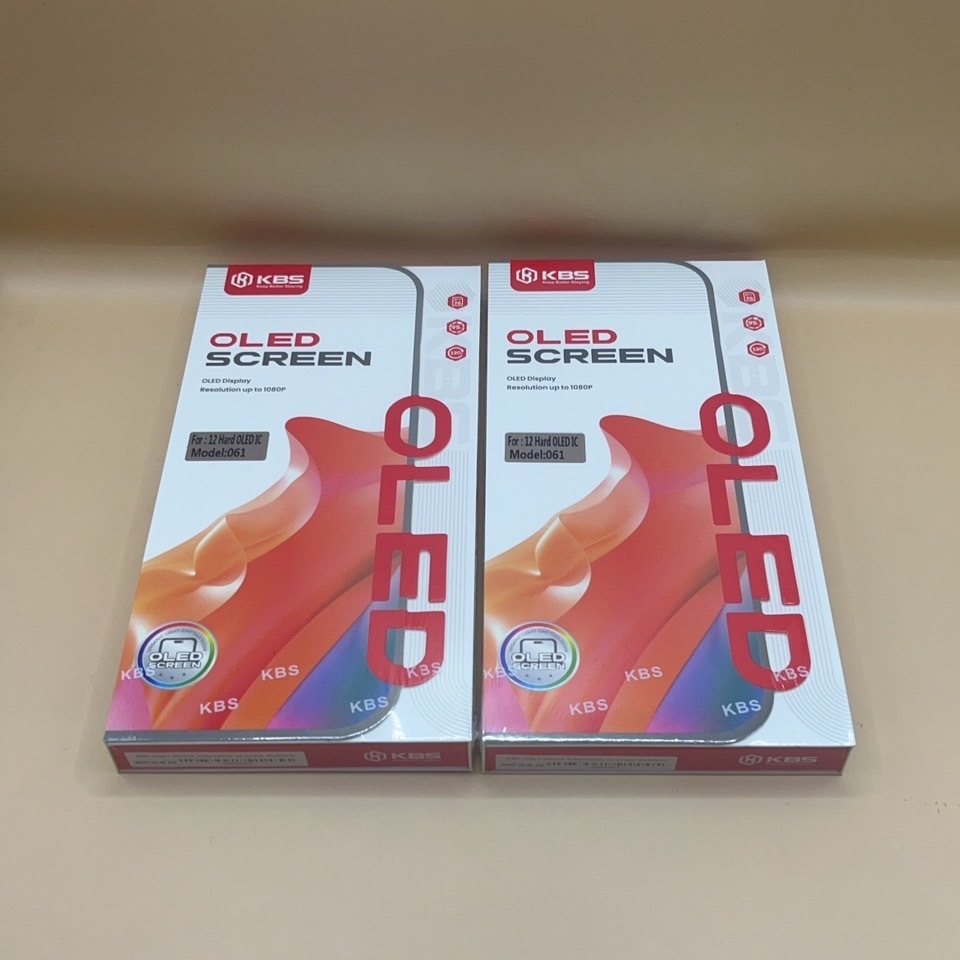 KBS
Keep Better Staying
OLED
SCREEN
OLED Display
Resolution up to 1080P
For : 12 Hard OLED IC
Model:061
OLED
OLED
SCREEN
KBS
KBS
KBS
KBS
KBS
KBS
KBS
Keep Better Staying
OLED
SCREEN
OLED Display
Resolution up to 1080P
For : 12 Hard OLED IC
Model:061
OLED
OLED
SCREEN
KBS
KBS
KBS
KBS
KBS
KBS